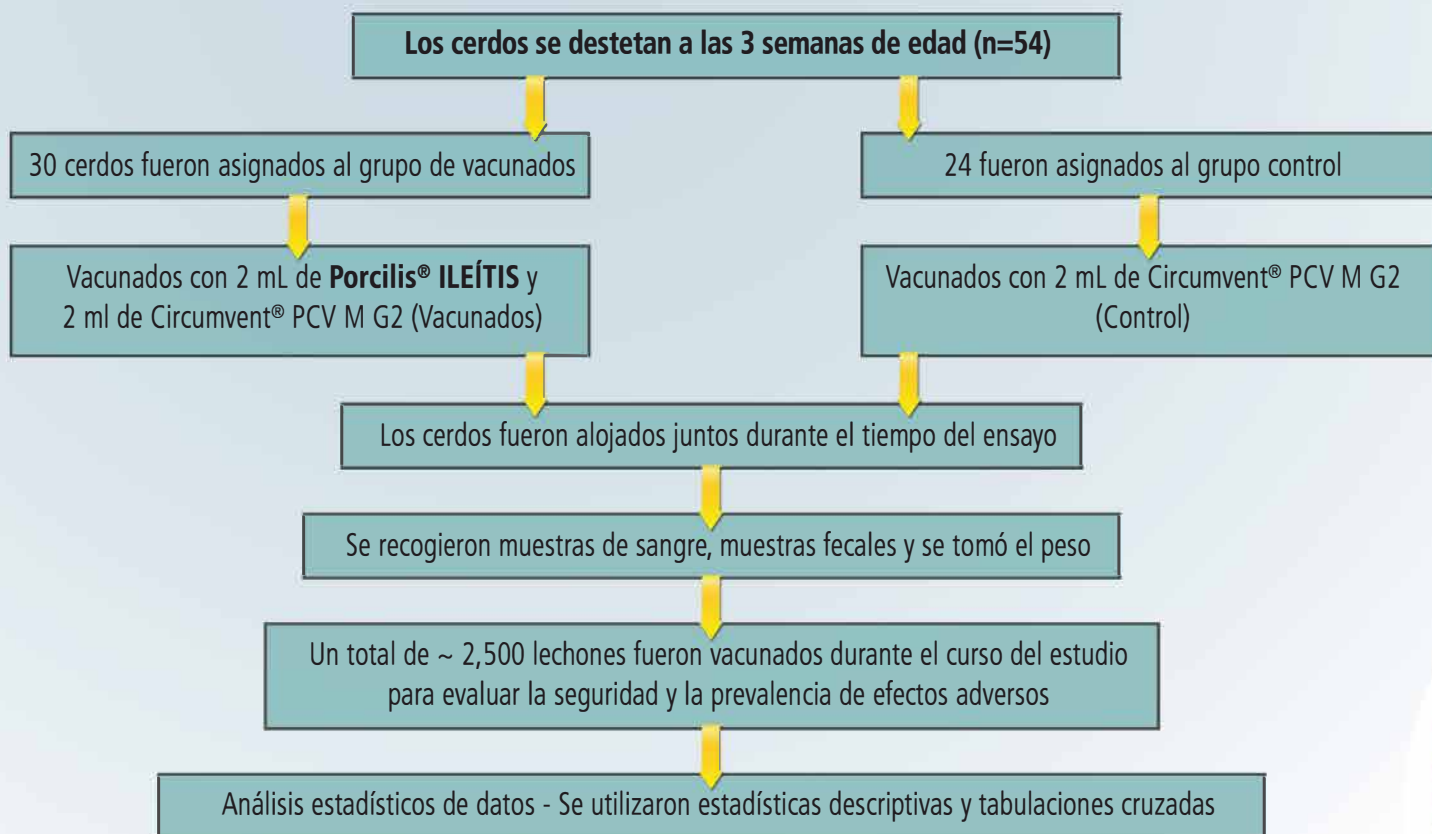 Los cerdos se destetan a las 3 semanas de edad (n=54)
30 cerdos fueron asignados al grupo de vacunados
24 fueron asignados al grupo control
Vacunados con 2 mL de Porcilis® ILEÍTIS y
2 ml de Circumvent® PCV M G2 (Vacunados)
Vacunados con 2 mL de Circumvent® PCV M G2
(Control)
Los cerdos fueron alojados juntos durante el tiempo del ensayo
Se recogieron muestras de sangre, muestras fecales y se tomó el peso
Un total de ~ 2,500 lechones fueron vacunados durante el curso del estudio
para evaluar la seguridad y la prevalencia de efectos adversos
Análisis estadísticos de datos - Se utilizaron estadísticas descriptivas y tabulaciones cruzadas